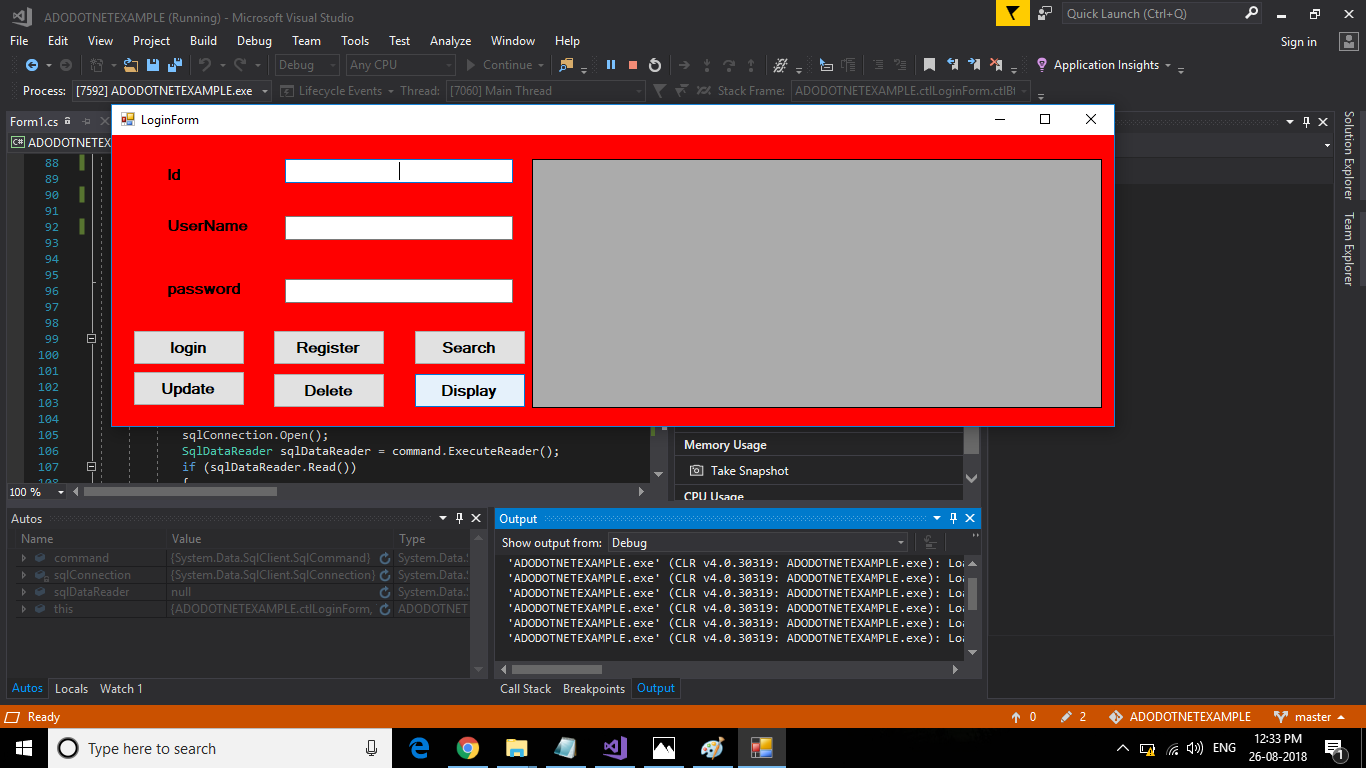 ADODOTNETEXAMPLE (Running) - Microsoft Visual Studio
Quick Launch (Ctrl+Q)
File Edit View Project Build Debug Team Tools Test Analyze Window Help
Sign in
Debug Any CPU Continue Application Insights
Process: [7592] ADODOTNETEXAMPLE.exe Lifecycle Events Thread: [7060] Main Thread Stack Frame: ADODOTNETEXAMPLE.ctlLoginForm.ctlBt
Form1.cs
LoginForm
C# ADODOTNETEX
Solution Explorer
Team Explorer
88
89
90
91
92
93
94
95
96
97
98
99
100
101
102
103
104
Id
UserName
password
login Register Search
Update Delete Display
105 sqlConnection.Open();
106 SqlDataReader sqlDataReader = command.ExecuteReader();
107 if (sqlDataReader.Read())
108 {
100 %
Memory Usage
Take Snapshot
CPU Usage
Autos
Name Value Type
command {System.Data.SqlClient.SqlCommand} System.Data.S
sqlConnection {System.Data.SqlClient.SqlConnection} System.Data.S
sqlDataReader null System.Data.S
this {ADODOTNETEXAMPLE.ctlLoginForm, ADODOTNET
Autos Locals Watch 1
Output
Show output from: Debug
'ADODOTNETEXAMPLE.exe' (CLR v4.0.30319: ADODOTNETEXAMPLE.exe): Loa
'ADODOTNETEXAMPLE.exe' (CLR v4.0.30319: ADODOTNETEXAMPLE.exe): Loa
'ADODOTNETEXAMPLE.exe' (CLR v4.0.30319: ADODOTNETEXAMPLE.exe): Loa
'ADODOTNETEXAMPLE.exe' (CLR v4.0.30319: ADODOTNETEXAMPLE.exe): Loa
'ADODOTNETEXAMPLE.exe' (CLR v4.0.30319: ADODOTNETEXAMPLE.exe): Loa
'ADODOTNETEXAMPLE.exe' (CLR v4.0.30319: ADODOTNETEXAMPLE.exe): Loa
Call Stack Breakpoints Output
Ready
0 2 ADODOTNETEXAMPLE master
Type here to search
ENG
12:33 PM
26-08-2018
1